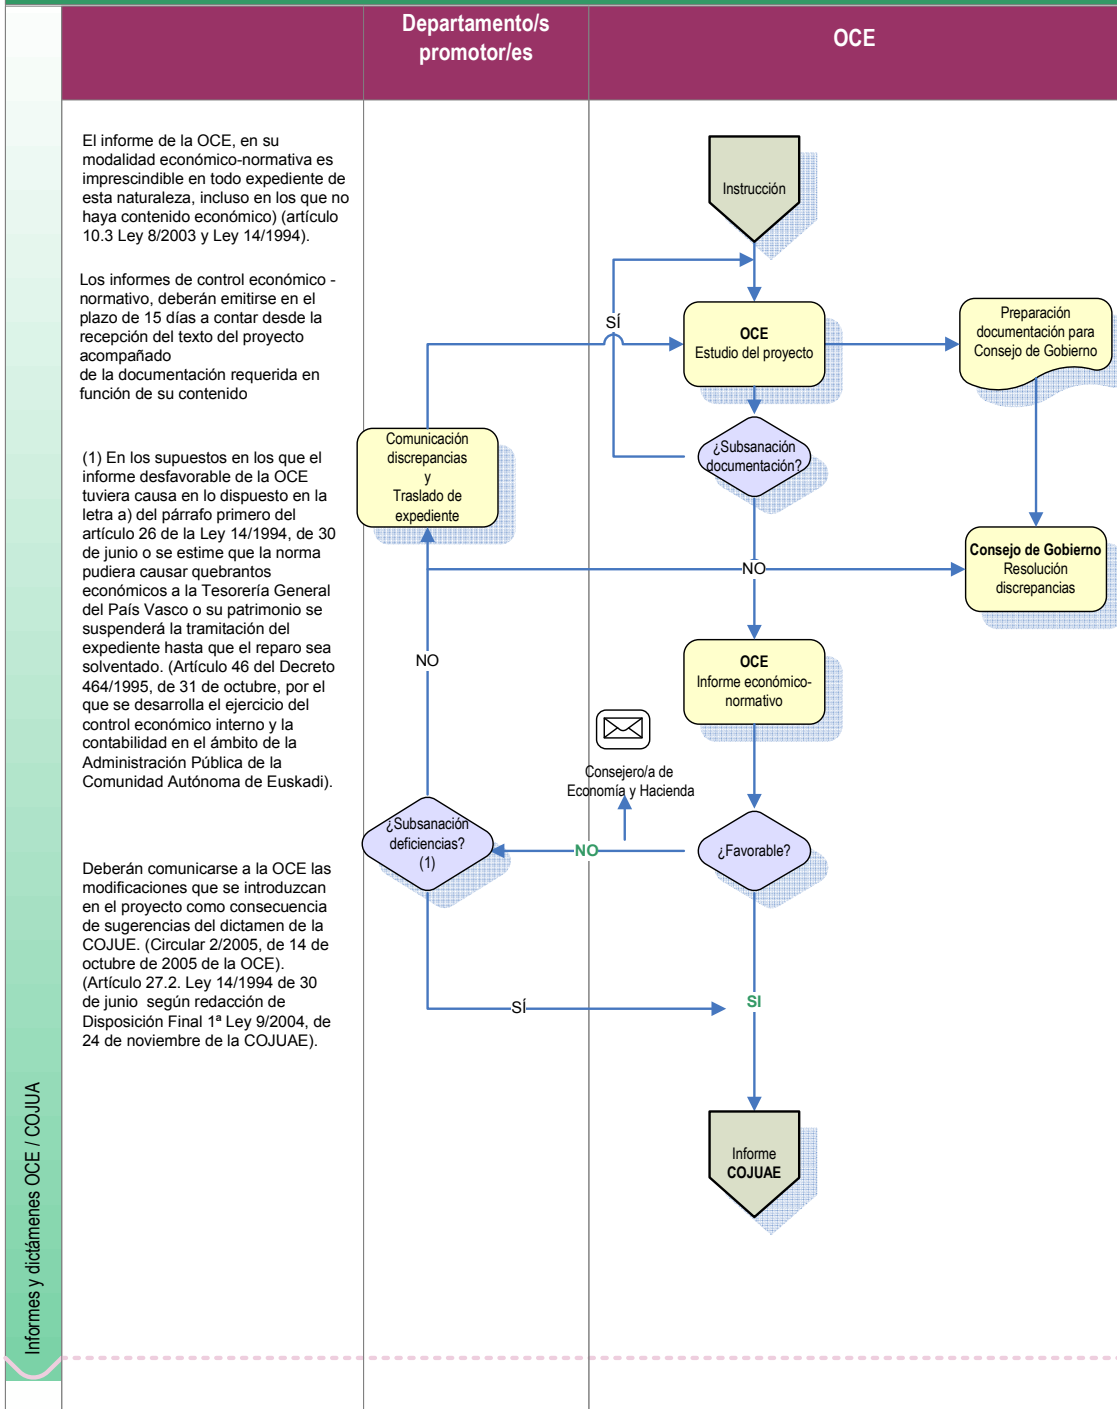 Departamento/s
promotor/es
OCE
El informe de la OCE, en su
modalidad económico-normativa es
imprescindible en todo expediente de
esta naturaleza, incluso en los que no
haya contenido económico) (artículo
10.3 Ley 8/2003 y Ley 14/1994).
Los informes de control económico -
normativo, deberán emitirse en el
plazo de 15 días a contar desde la
recepción del texto del proyecto
acompañado
de la documentación requerida en
función de su contenido
(1) En los supuestos en los que el
informe desfavorable de la OCE
tuviera causa en lo dispuesto en la
letra a) del párrafo primero del
artículo 26 de la Ley 14/1994, de 30
de junio o se estime que la norma
pudiera causar quebrantos
económicos a la Tesorería General
del País Vasco o su patrimonio se
suspenderá la tramitación del
expediente hasta que el reparo sea
solventado. (Artículo 46 del Decreto
464/1995, de 31 de octubre, por el
que se desarrolla el ejercicio del
control económico interno y la
contabilidad en el ámbito de la
Administración Pública de la
Comunidad Autónoma de Euskadi).
Deberán comunicarse a la OCE las
modificaciones que se introduzcan
en el proyecto como consecuencia
de sugerencias del dictamen de la
COJUE. (Circular 2/2005, de 14 de
octubre de 2005 de la OCE).
(Artículo 27.2. Ley 14/1994 de 30
de junio según redacción de
Disposición Final 1ª Ley 9/2004, de
24 de noviembre de la COJUAE).
Instrucción
SÍ
OCE
Estudio del proyecto
Preparación
documentación para
Consejo de Gobierno
Comunicación
discrepancias
y
Traslado de
expediente
¿Subsanación
documentación?
NO
Consejo de Gobierno
Resolución
discrepancias
NO
OCE
Informe económico-
normativo
Consejero/a de
Economía y Hacienda
¿Subsanación
deficiencias?
(1)
NO
¿Favorable?
SÍ
SI
Informe
COJUAE
Informes y dictámenes OCE / COJUA